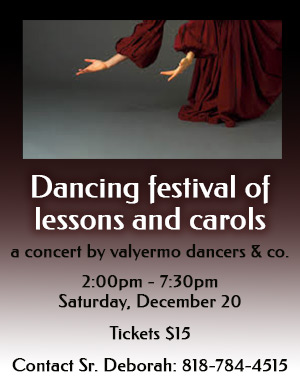 Dancing festival of
lessons and carols
a concert by valyermo dancers & co.
2:00pm - 7:30pm
Saturday, December 20
Tickets $15
Contact Sr. Deborah: 818-784-4515